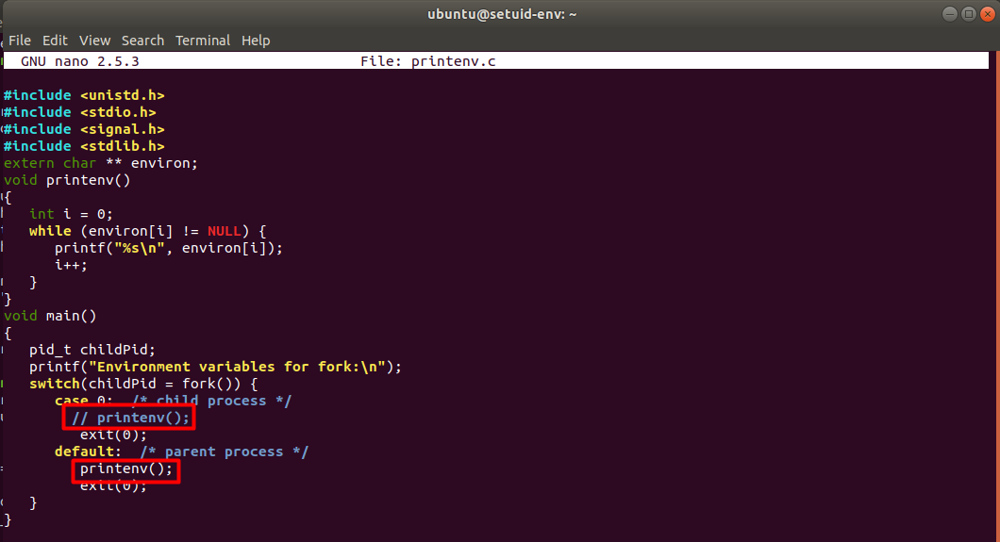 ubuntu@setuid-env: ~
File Edit View Search Terminal Help
GNU nano 2.5.3 File: printenv.c
#include <unistd.h>
#include <stdio.h>
#include <signal.h>
#include <stdlib.h>
extern char ** environ;
void printenv()
{
   int i = 0;
   while (environ[i] != NULL) {
      printf("%s\n", environ[i]);
      i++;
   }
}
void main()
{
   pid_t childPid;
   printf("Environment variables for fork:\n");
   switch(childPid = fork()) {
      case 0:  /* child process */
        // printenv();
         exit(0);
      default:  /* parent process */
         printenv();
         exit(0);
   }
}